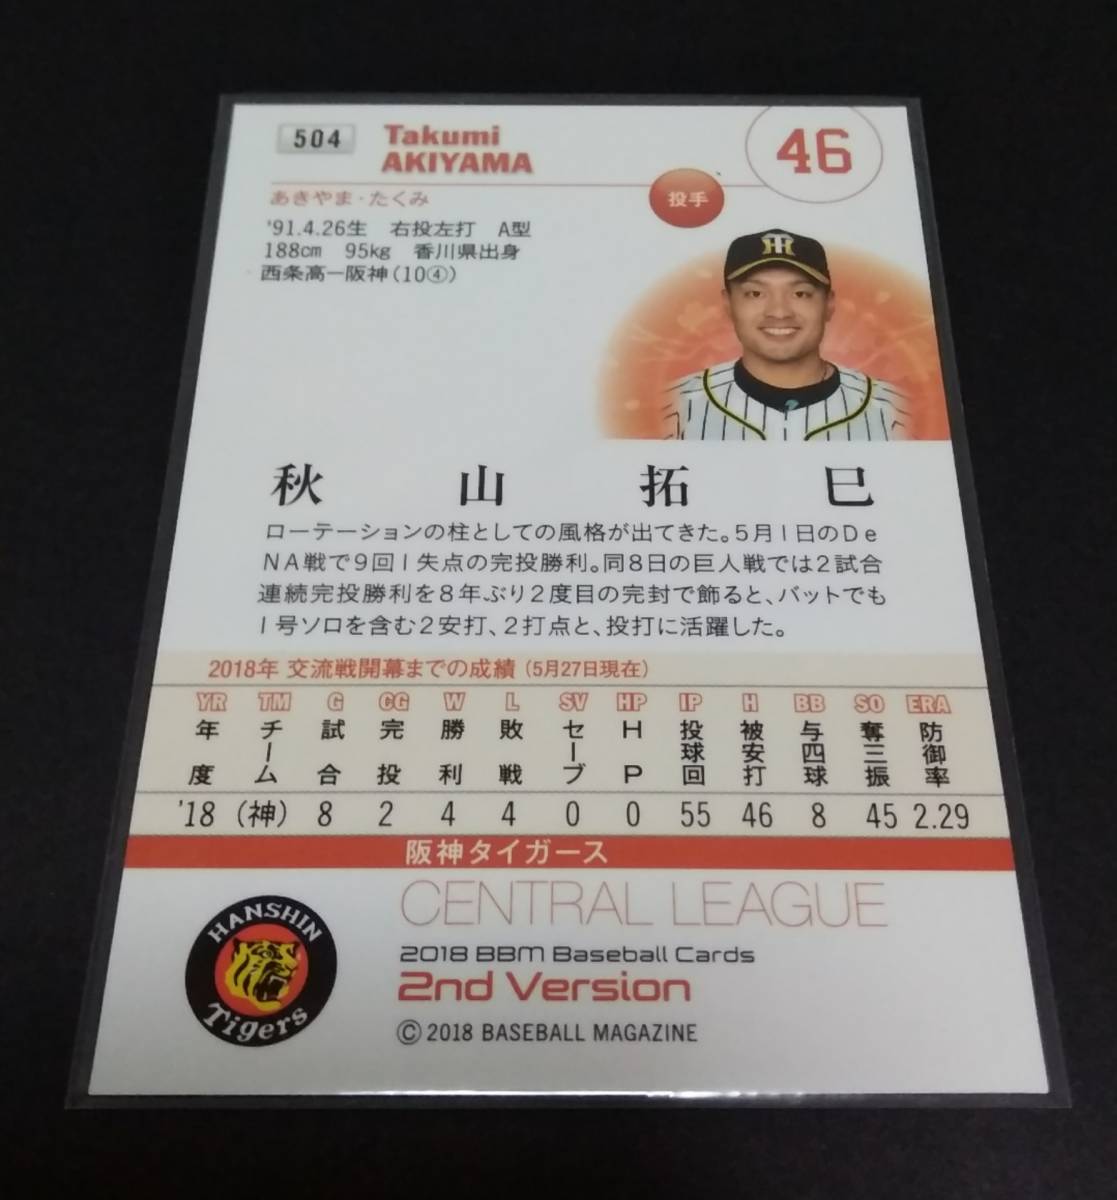 504
Takumi
AKIYAMA
46
あきやま・たくみ
投手
'91.4.26生 右投左打 A型
188cm 95kg 香川県出身
西条高ー阪神(10④)
秋山拓巳
ローテーションの柱としての風格が出てきた。5月1日のDe
NA戦で9回1失点の完投勝利。同8日の巨人戦では2試合
連続完投勝利を8年ぶり2度目の完封で飾ると、バットでも
1号ソロを含む2安打、2打点と、投打に活躍した。
2018年 交流戦開幕までの成績(5月27日現在)
YR TM G CG W L SV HP IP H BB SO ERA
年度 チーム 試合 完投 勝利 敗戦 セーブ HP 投球回 被安打 与四球 奪三振 防御率
'18 (神) 8 2 4 4 0 0 55 46 8 45 2.29
阪神タイガース
HANSHIN
Tigers
CENTRAL LEAGUE
2018 BBM Baseball Cards
2nd Version
©2018 BASEBALL MAGAZINE